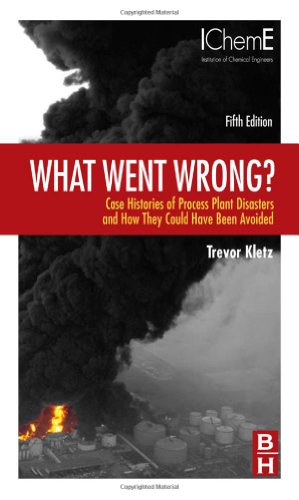 IChemE
Institution of Chemical Engineers
Fifth Edition
WHAT WENT WRONG?
Case Histories of Process Plant Disasters
and How They Could Have Been Avoided
Trevor Kletz
B
H